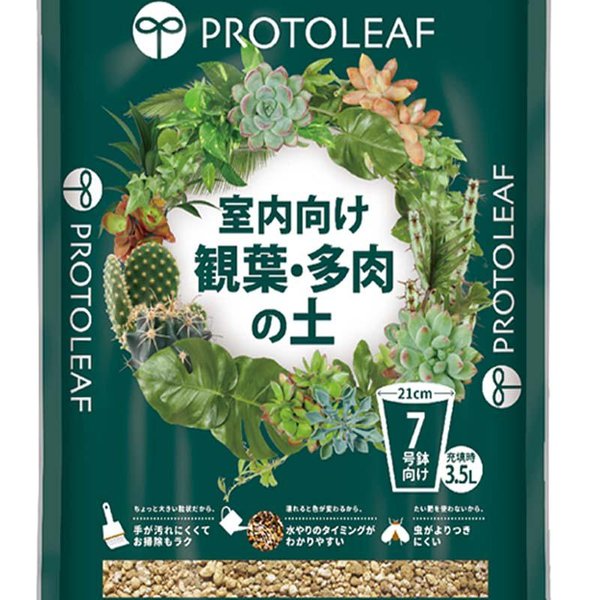 PROTOLEAF
PROTOLEAF
PROTOLEAF
室内向け
観葉・多肉
の土
21cm
7
号鉢
向け
充填時
3.5L
ちょっと大きい粒状だから、
手が汚れにくくて
お掃除もラク
濡れると色が変わるから、
水やりのタイミングが
わかりやすい
たい肥を使わないから、
虫がよりつき
にくい